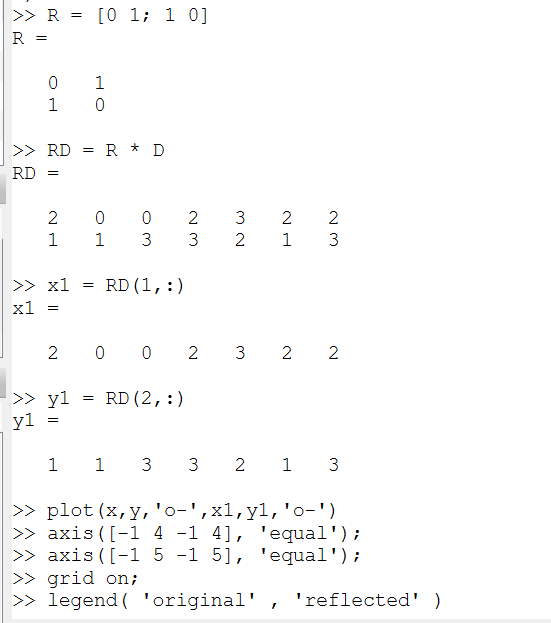 >> R = [0 1; 1 0]
R =
0 1
1 0
>> RD = R * D
RD =
2 0 0 2 3 2 2
1 1 3 3 2 1 3
>> x1 = RD(1,:)
x1 =
2 0 0 2 3 2 2
>> y1 = RD(2,:)
y1 =
1 1 3 3 2 1 3
>> plot(x,y,'o-',x1,y1,'o-')
>> axis([-1 4 -1 4], 'equal');
>> axis([-1 5 -1 5], 'equal');
>> grid on;
>> legend( 'original' , 'reflected' )